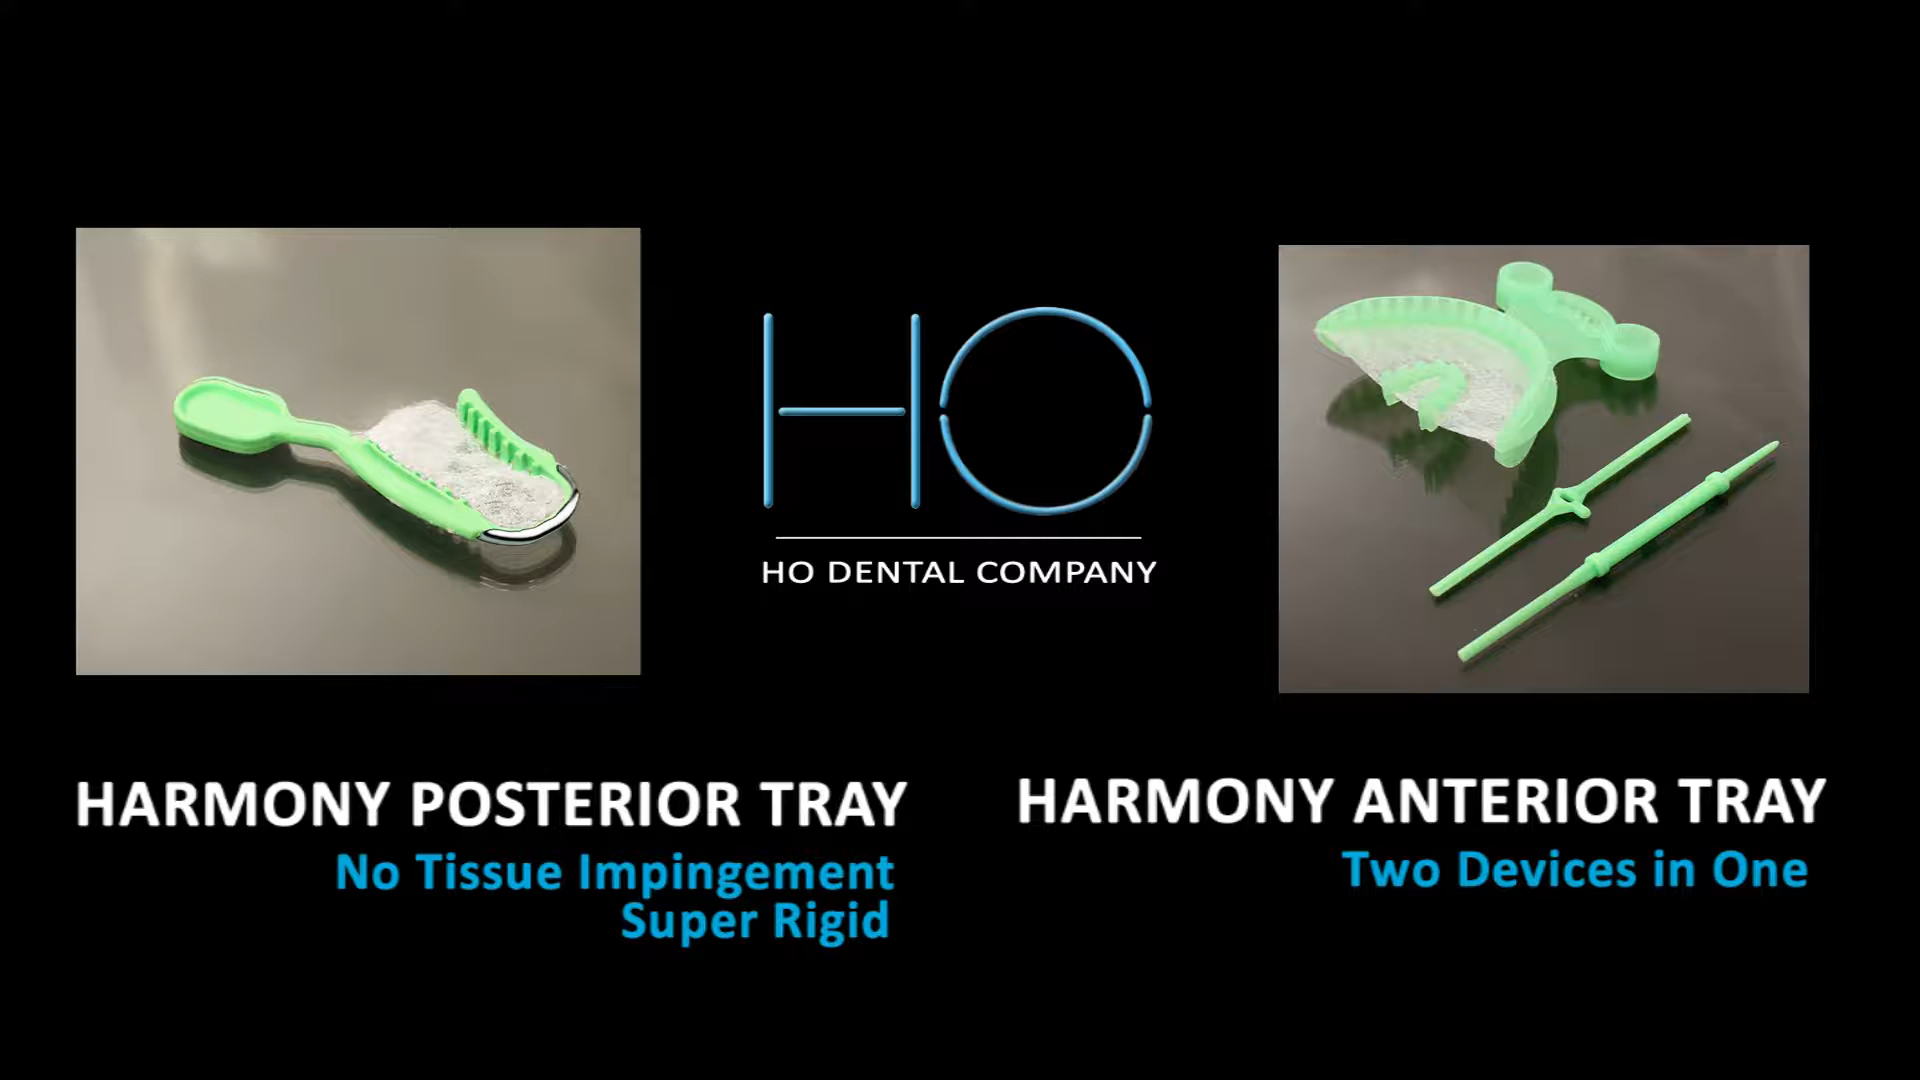 HO
HO DENTAL COMPANY
HARMONY POSTERIOR TRAY
No Tissue Impingement
Super Rigid
HARMONY ANTERIOR TRAY
Two Devices in One